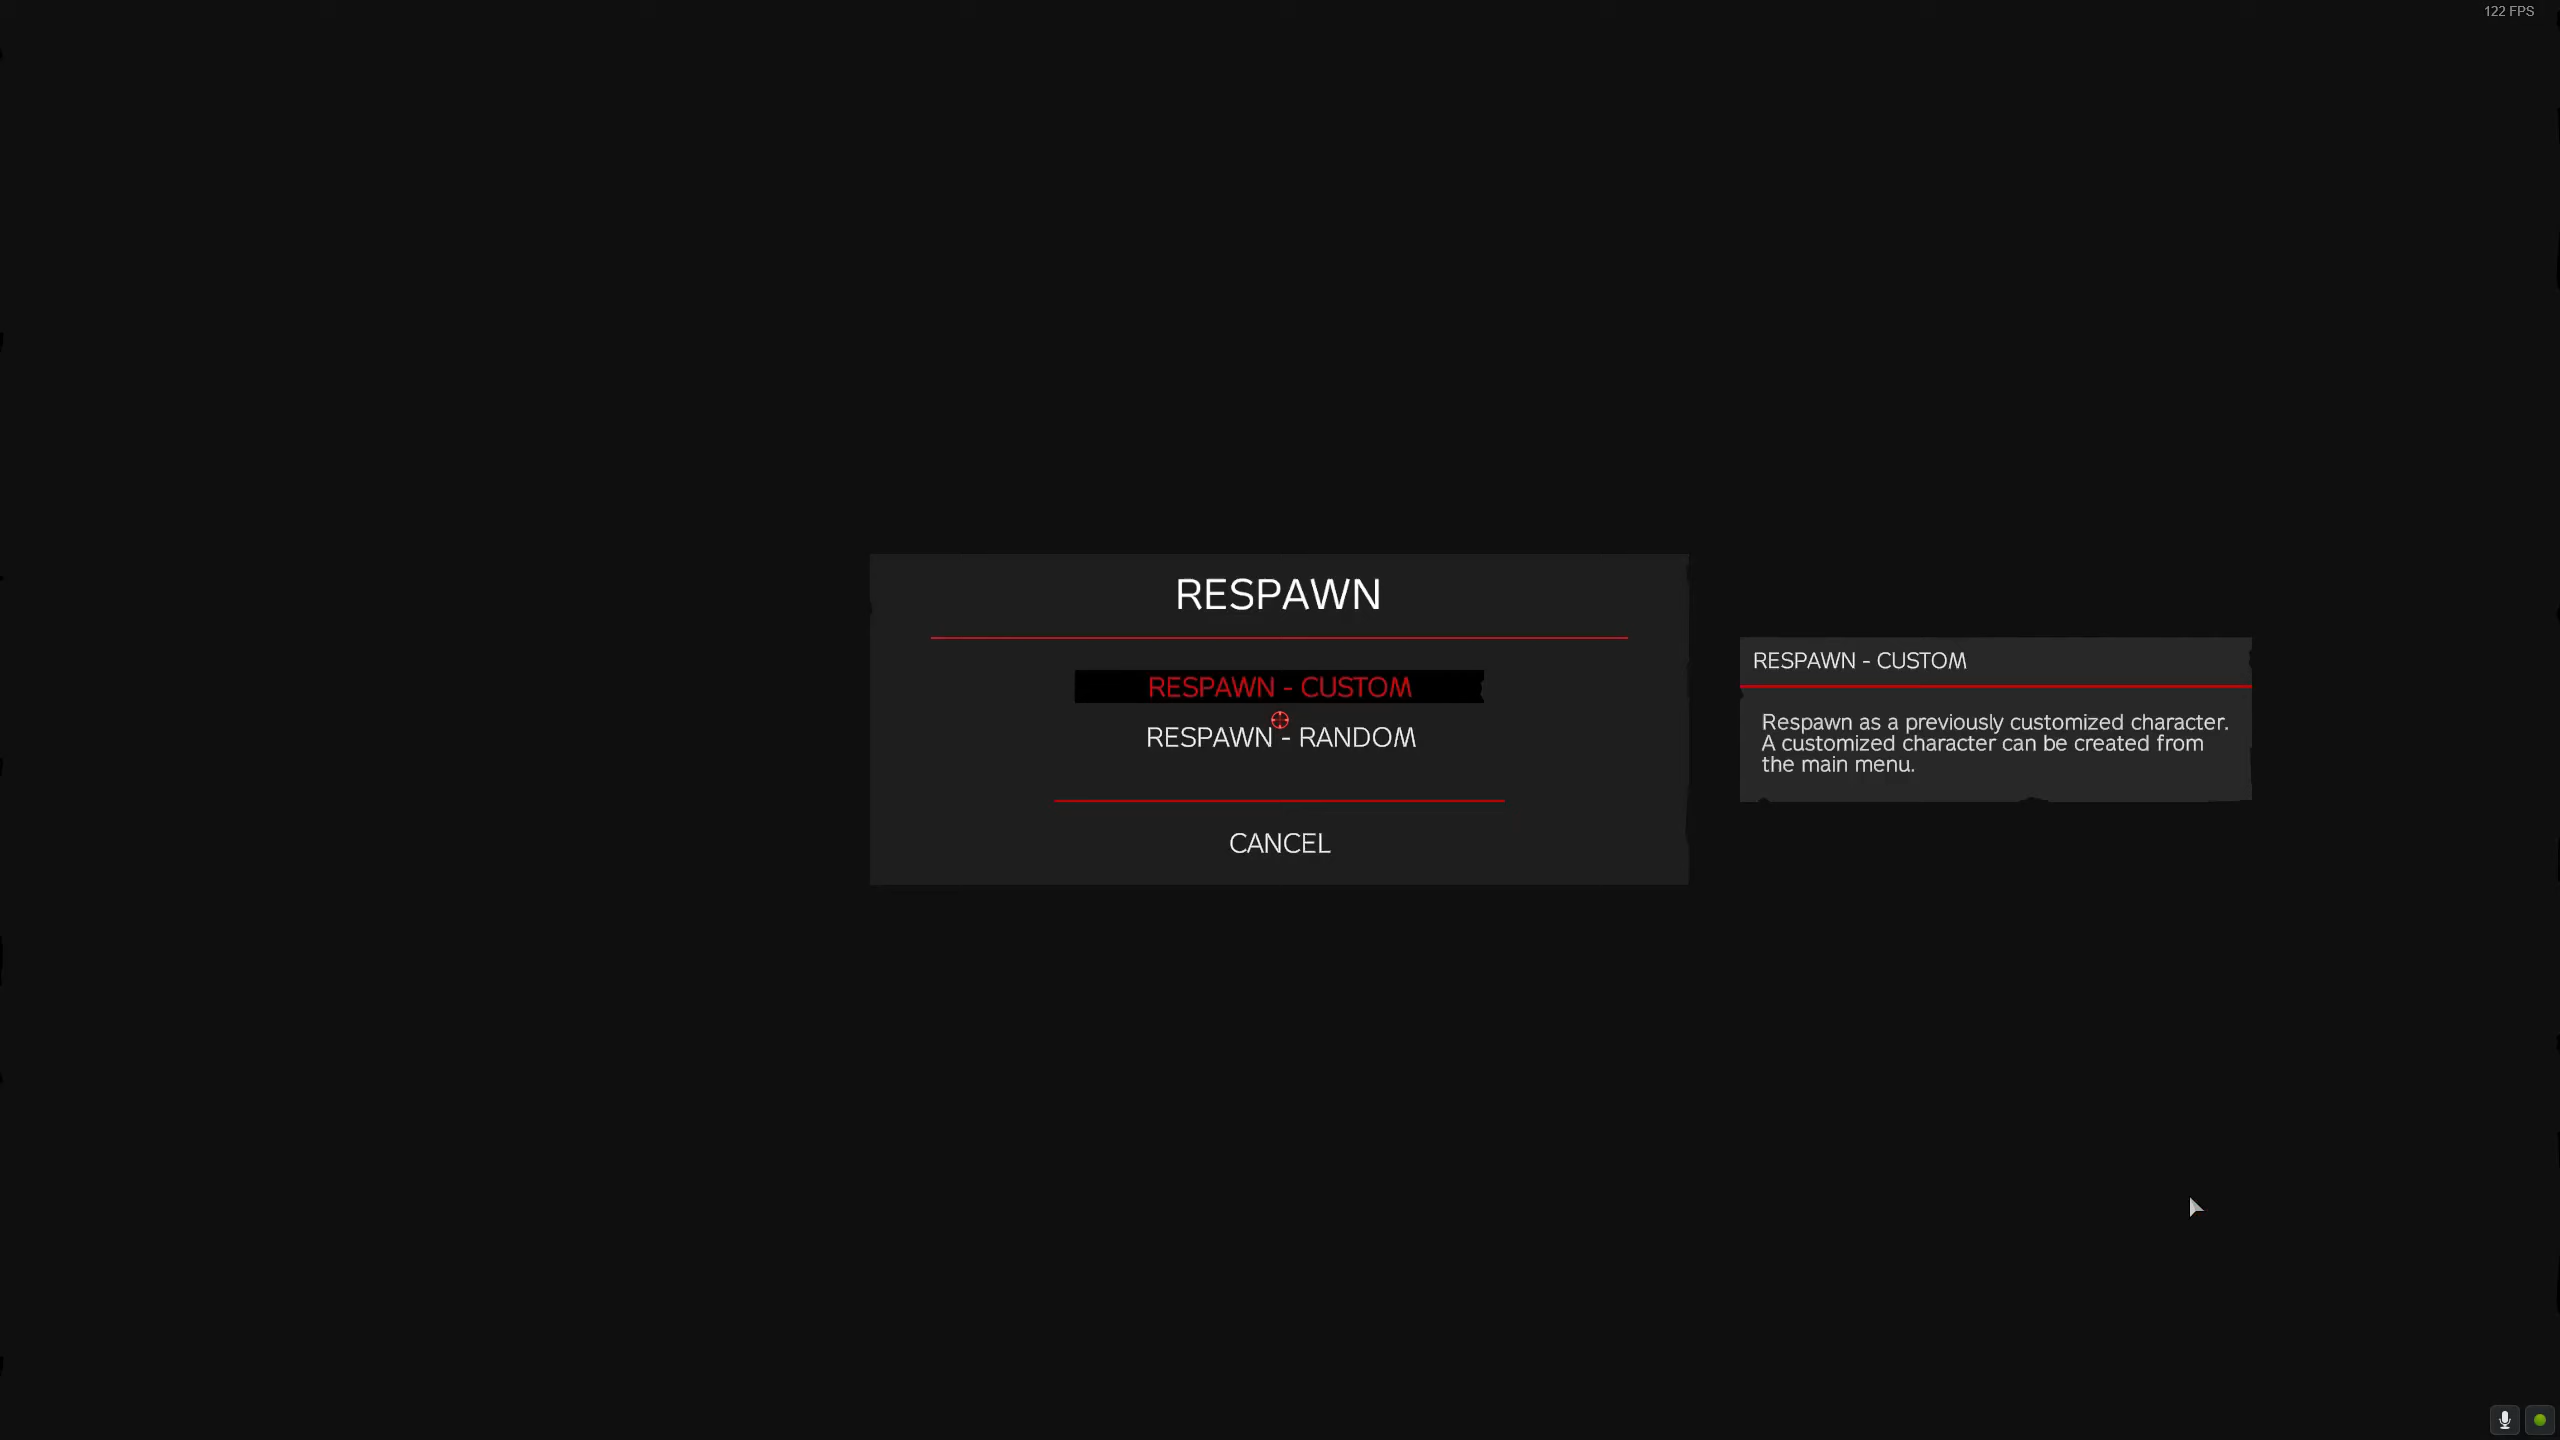 122 FPS
RESPAWN
RESPAWN - CUSTOM
RESPAWN - RANDOM
CANCEL
RESPAWN - CUSTOM
Respawn as a previously customized character.
A customized character can be created from
the main menu.